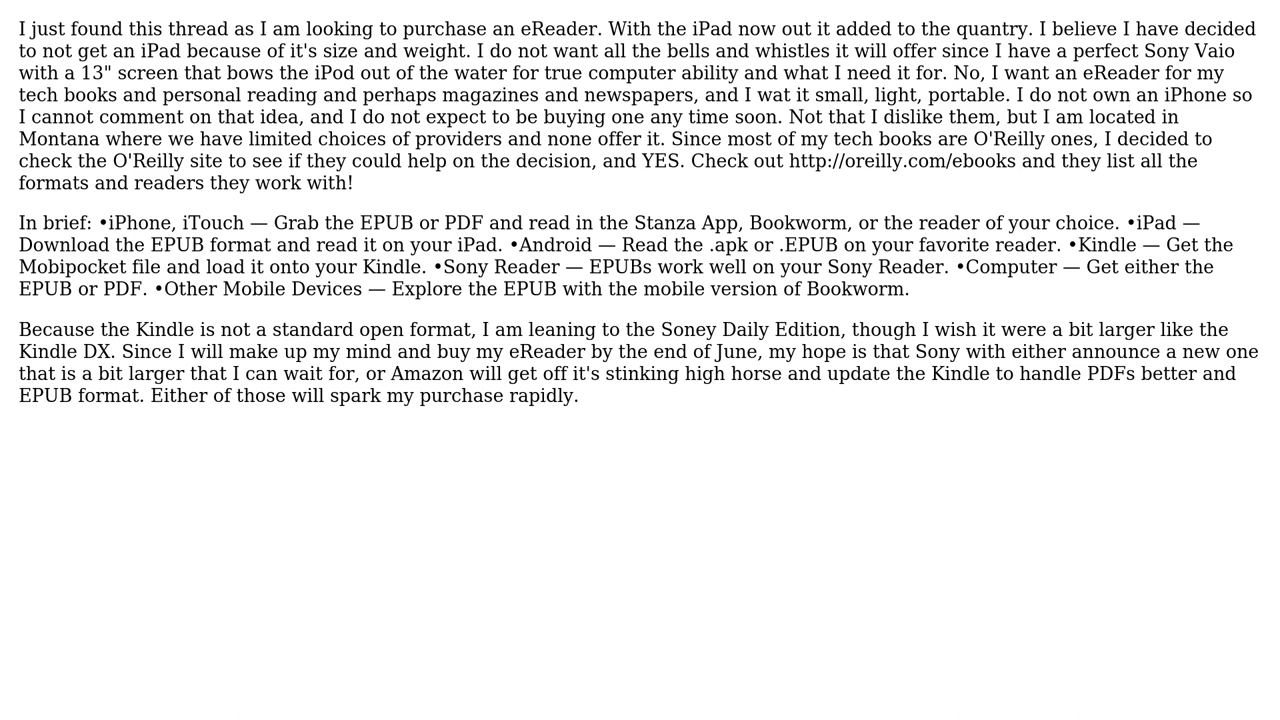 I just found this thread as I am looking to purchase an eReader. With the iPad now out it added to the quantry. I believe I have decided
to not get an iPad because of it's size and weight. I do not want all the bells and whistles it will offer since I have a perfect Sony Vaio
with a 13" screen that bows the iPod out of the water for true computer ability and what I need it for. No, I want an eReader for my
tech books and personal reading and perhaps magazines and newspapers, and I wat it small, light, portable. I do not own an iPhone so
I cannot comment on that idea, and I do not expect to be buying one any time soon. Not that I dislike them, but I am located in
Montana where we have limited choices of providers and none offer it. Since most of my tech books are O'Reilly ones, I decided to
check the O'Reilly site to see if they could help on the decision, and YES. Check out http://oreilly.com/ebooks and they list all the
formats and readers they work with!
In brief: •iPhone, iTouch — Grab the EPUB or PDF and read in the Stanza App, Bookworm, or the reader of your choice. •iPad —
Download the EPUB format and read it on your iPad. •Android — Read the .apk or .EPUB on your favorite reader. •Kindle — Get the
Mobipocket file and load it onto your Kindle. •Sony Reader — EPUBs work well on your Sony Reader. •Computer — Get either the
EPUB or PDF. •Other Mobile Devices — Explore the EPUB with the mobile version of Bookworm.
Because the Kindle is not a standard open format, I am leaning to the Soney Daily Edition, though I wish it were a bit larger like the
Kindle DX. Since I will make up my mind and buy my eReader by the end of June, my hope is that Sony with either announce a new one
that is a bit larger that I can wait for, or Amazon will get off it's stinking high horse and update the Kindle to handle PDFs better and
EPUB format. Either of those will spark my purchase rapidly.